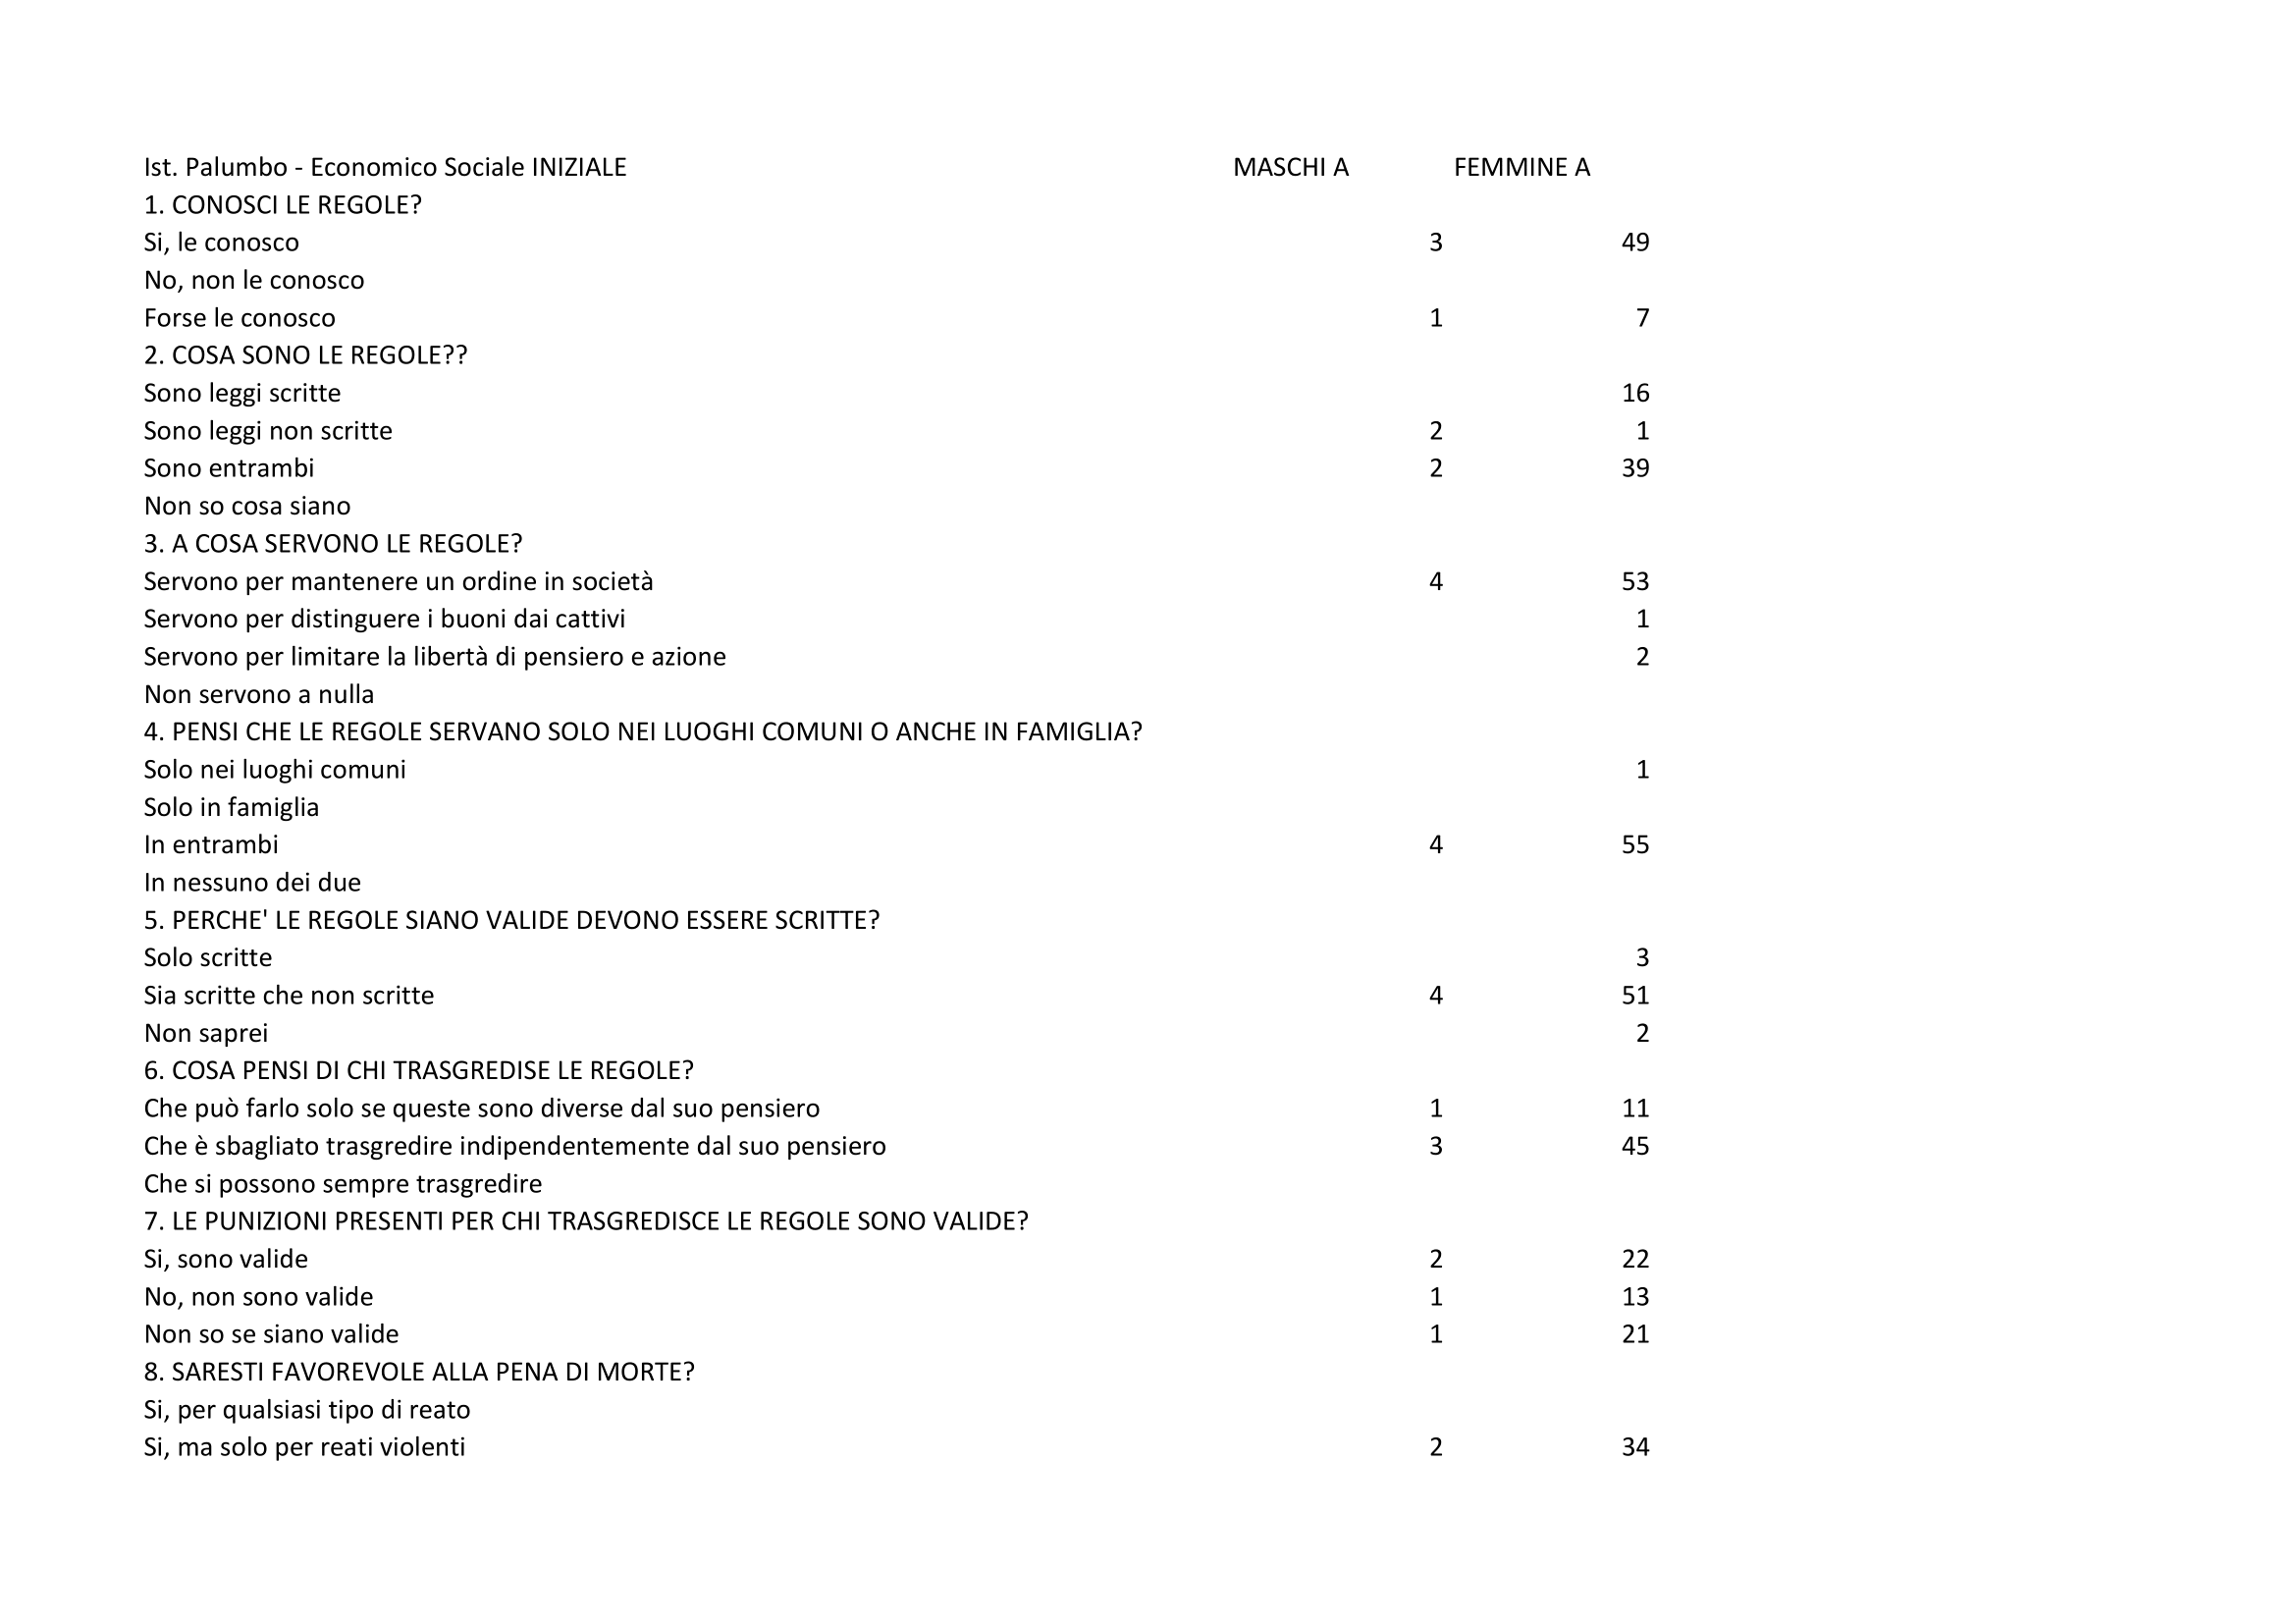 Ist. Palumbo - Economico Sociale INIZIALE MASCHI A FEMMINE A
1. CONOSCI LE REGOLE?
Si, le conosco 3 49
No, non le conosco
Forse le conosco 1 7
2. COSA SONO LE REGOLE??
Sono leggi scritte 16
Sono leggi non scritte 2 1
Sono entrambi 2 39
Non so cosa siano
3. A COSA SERVONO LE REGOLE?
Servono per mantenere un ordine in società 4 53
Servono per distinguere i buoni dai cattivi 1
Servono per limitare la libertà di pensiero e azione 2
Non servono a nulla
4. PENSI CHE LE REGOLE SERVANO SOLO NEI LUOGHI COMUNI O ANCHE IN FAMIGLIA?
Solo nei luoghi comuni 1
Solo in famiglia
In entrambi 4 55
In nessuno dei due
5. PERCHE' LE REGOLE SIANO VALIDE DEVONO ESSERE SCRITTE?
Solo scritte 3
Sia scritte che non scritte 4 51
Non saprei 2
6. COSA PENSI DI CHI TRASGREDISE LE REGOLE?
Che può farlo solo se queste sono diverse dal suo pensiero 1 11
Che è sbagliato trasgredire indipendentemente dal suo pensiero 3 45
Che si possono sempre trasgredire
7. LE PUNIZIONI PRESENTI PER CHI TRASGREDISCE LE REGOLE SONO VALIDE?
Si, sono valide 2 22
No, non sono valide 1 13
Non so se siano valide 1 21
8. SARESTI FAVOREVOLE ALLA PENA DI MORTE?
Si, per qualsiasi tipo di reato
Si, ma solo per reati violenti 2 34